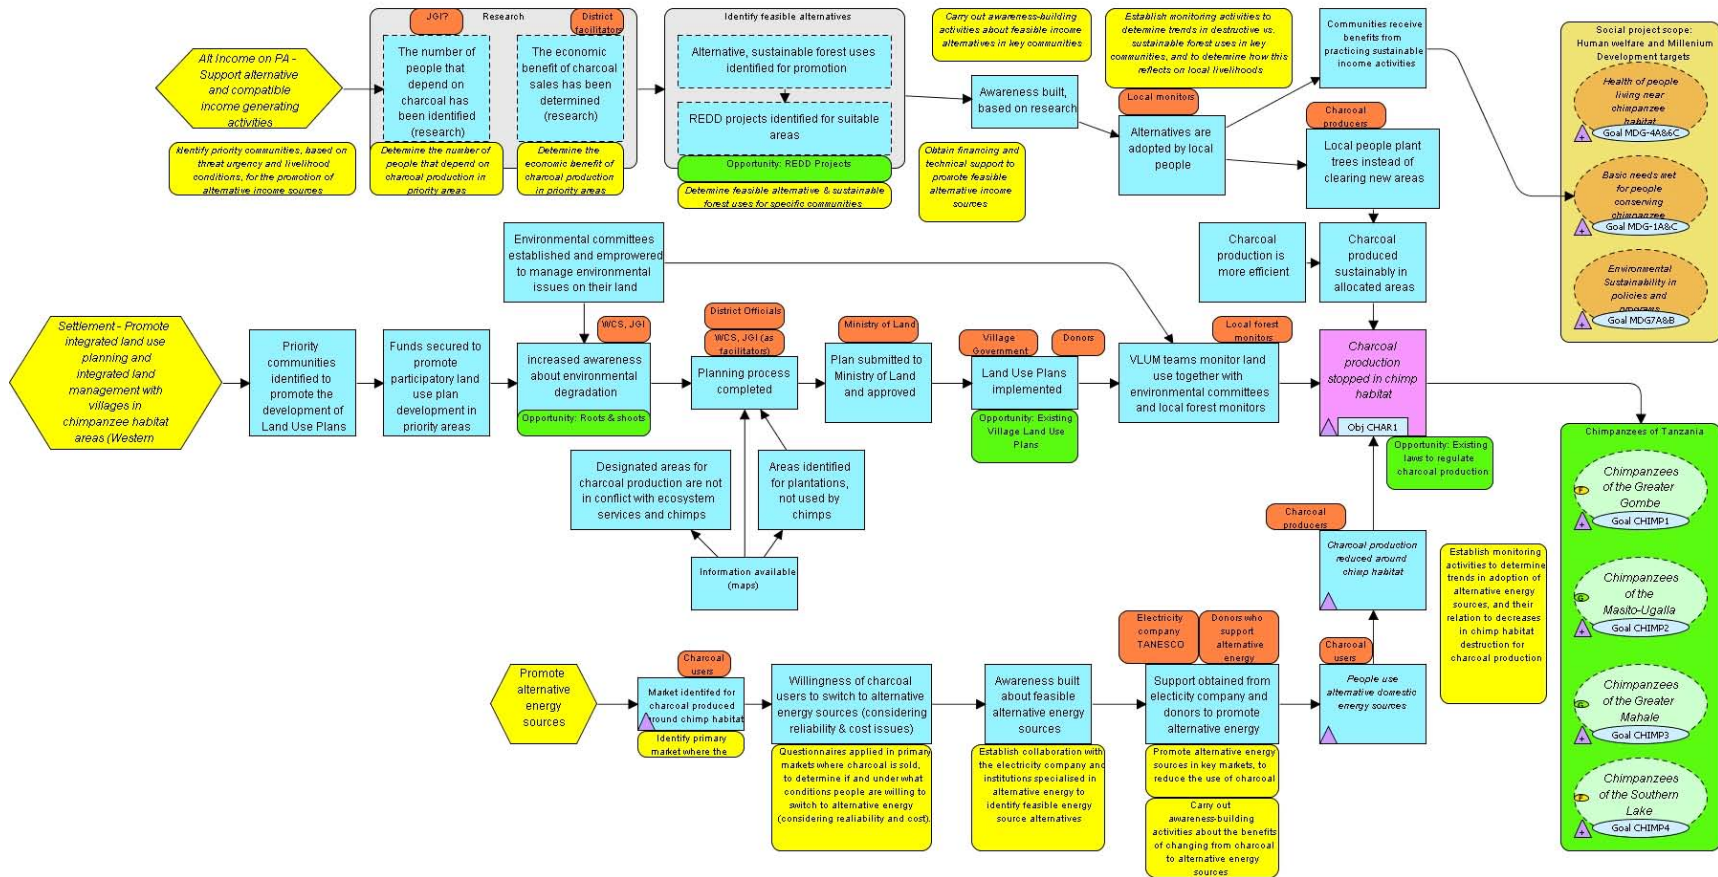 JGI?
Research
District
facilitators
The number of
people that
depend on
charcoal has
been identified
(research)
The economic
benefit of charcoal
sales has been
determined
(research)
Identify feasible alternatives
Alternative, sustainable forest uses
identified for promotion
REDD projects identified for suitable
areas
Opportunity: REDD Projects
Determine feasible alternative & sustainable
forest uses for specific communities
Carry out awareness-building
activities about feasible income
alternatives in key communities
Establish monitoring activities to
determine trends in destructive vs.
sustainable forest uses in key
communities, and to determine how this
reflects on local livelihoods
Communities receive
benefits from
practicing sustainable
income activities
Alt Income on PA -
Support alternative
and compatible
income generating
activities
Identify priority communities, based on
threat urgency and livelihood
conditions, for the promotion of
alternative income sources
Determine the number of
people that depend on
charcoal production in
priority areas
Determine the
economic benefit of
charcoal production
in priority areas
Awareness built,
based on research
Obtain financing and
technical support to
promote feasible
alternative income
sources
Local monitors
Alternatives are
adopted by local
people
Charcoal
producers
Local people plant
trees instead of
clearing new areas
Social project scope:
Human welfare and Millenium
Development targets
Health of people
living near
chimpanzee
habitat
Goal MDG-4A&6C
Basic needs met
for people
conserving
chimpanzee
Goal MDG-1A&C
Environmental
Sustainability in
policies and
programs
Goal MDG7A&B
Environmental committees
established and empowered
to manage environmental
issues on their land
Charcoal
production is
more efficient
Charcoal
produced
sustainably in
allocated areas
Settlement - Promote
integrated land use
planning and
integrated land
management with
villages in
chimpanzee habitat
areas (Western
Priority
communities
identified to
promote the
development of
Land Use Plans
Funds secured to
promote
participatory land
use plan
development in
priority areas
WCS, JGI
increased awareness
about environmental
degradation
Opportunity: Roots & shoots
District Officials
WCS, JGI (as
facilitators)
Planning process
completed
Ministry of Land
Plan submitted to
Ministry of Land
and approved
Village
Government
Donors
Land Use Plans
implemented
Opportunity: Existing
Village Land Use
Plans
Local forest
monitors
VLUM teams monitor land
use together with
environmental committees
and local forest monitors
Charcoal
production
stopped in chimp
habitat
Obj CHAR1
Opportunity: Existing
laws to regulate
charcoal production
Designated areas for
charcoal production are not
in conflict with ecosystem
services and chimps
Areas identified
for plantations,
not used by
chimps
Information available
(maps)
Charcoal
producers
Charcoal production
reduced around
chimp habitat
Establish monitoring
activities to determine
trends in adoption of
alternative energy
sources, and their
relation to decreases
in chimp habitat
destruction for
charcoal production
Chimpanzees of Tanzania
Chimpanzees
of the Greater
Gombe
F
Goal CHIMP1
Chimpanzees
of the
Masito-Ugalla
G
Goal CHIMP2
Chimpanzees
of the Greater
Mahale
G
Goal CHIMP3
Chimpanzees
of the Southern
Lake
F
Goal CHIMP4
Promote
alternative
energy
sources
Charcoal
users
Market identifed for
charcoal produced
around chimp habitat
Identify primary
market where the
Willingness of charcoal
users to switch to alternative
energy sources (considering
reliability & cost issues)
Questionnaires applied in primary
markets where charcoal is sold,
to determine if and under what
conditions people are willing to
switch to alternative energy
(considering realiability and cost).
Awareness built
about feasible
alternative energy
sources
Establish collaboration with
the electricity company and
institutions specialised in
alternative energy to
identify feasible energy
source alternatives
Electricity
company
TANESCO
Donors who
support
alternative
energy
Support obtained from
electicity company and
donors to promote
alternative energy
Promote alternative energy
sources in key markets, to
reduce the use of charcoal
Carry out
awareness-building
activities about the benefits
of changing from charcoal
to alternative energy
sources
Charcoal
users
People use
alternative domestic
energy sources